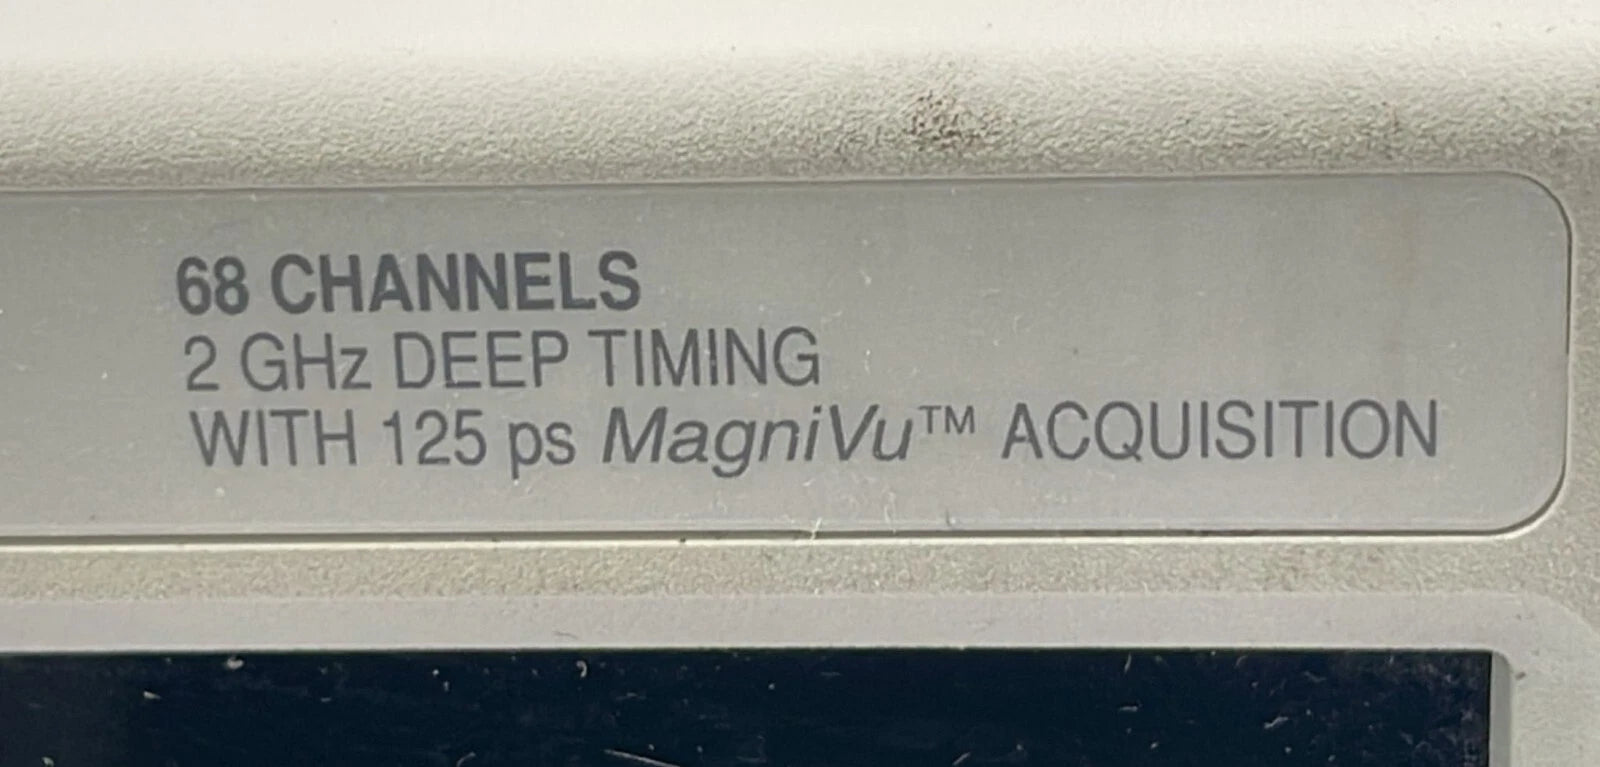 68 CHANNELS
2 GHz DEEP TIMING
WITH 125 ps MagniVu™ ACQUISITION